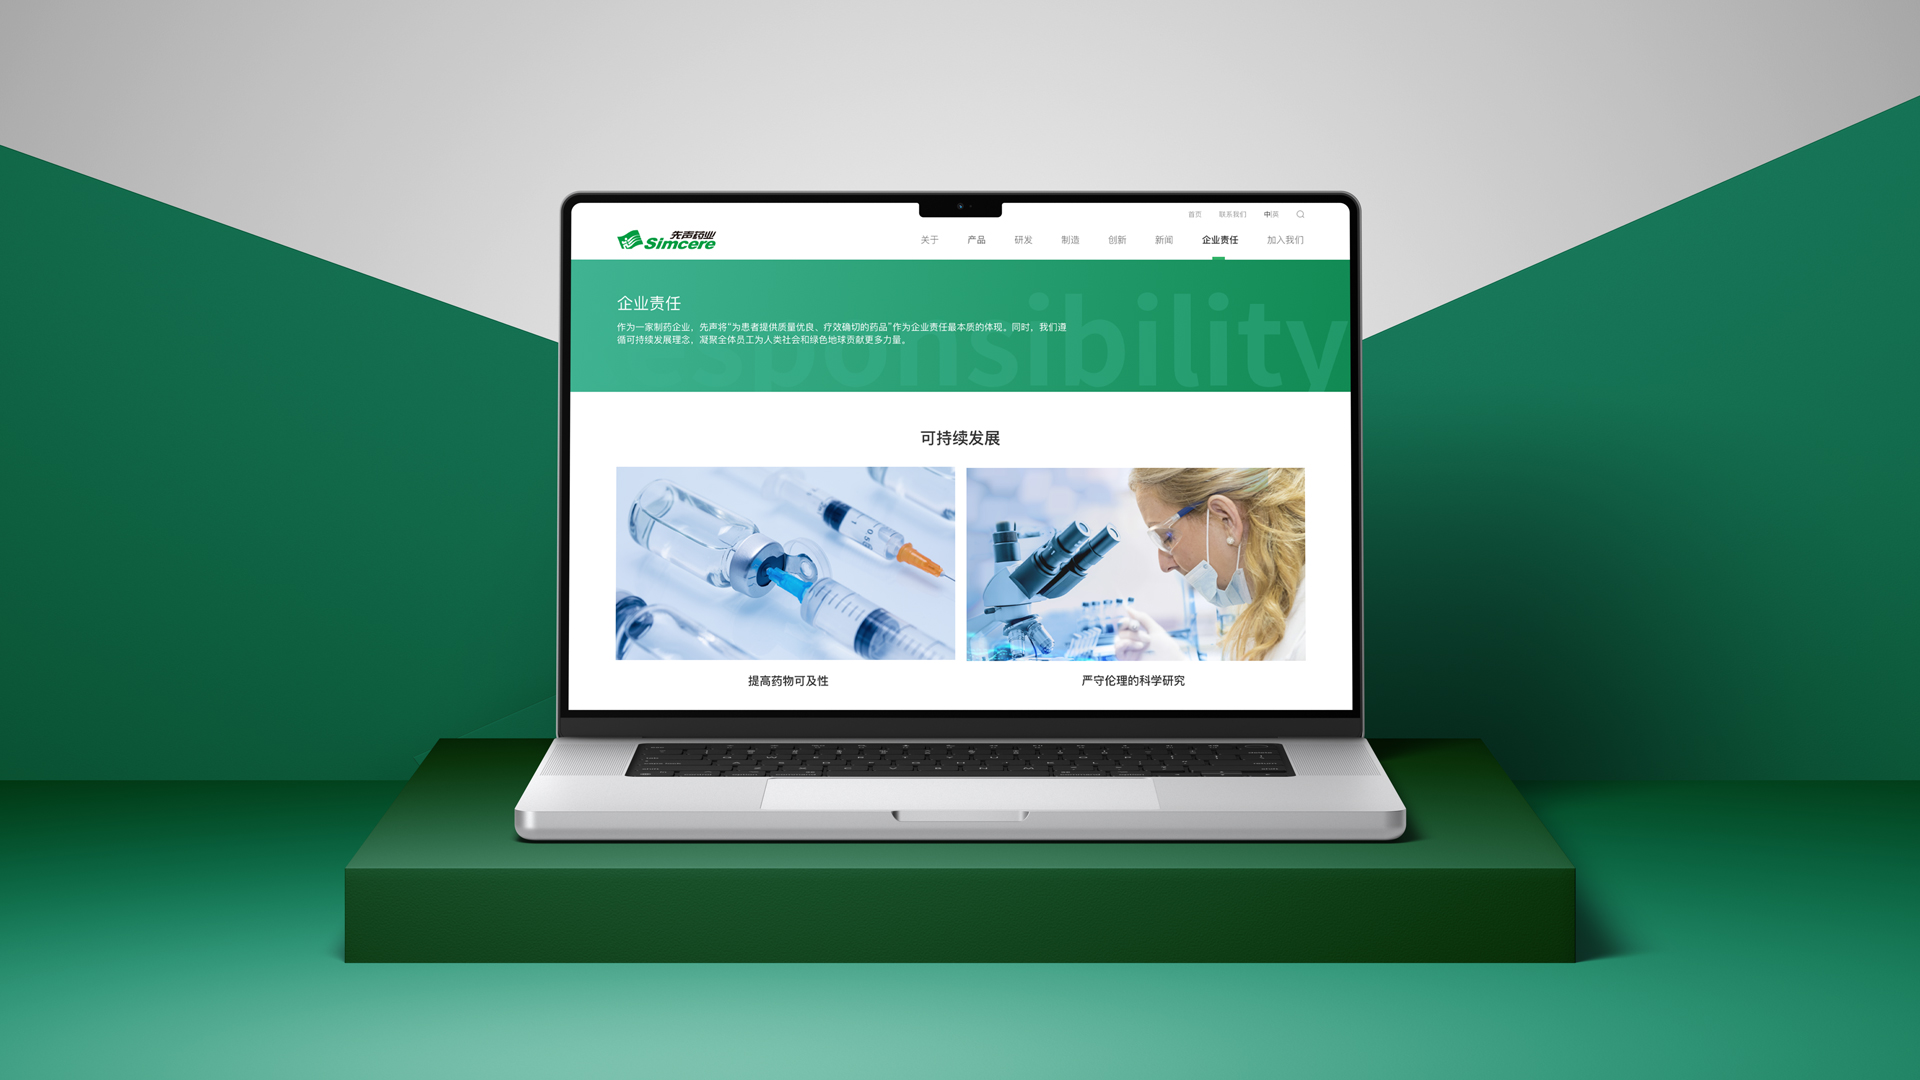 首页 联系我们 中|英
先声药业
Simcere
关于 产品 研发 制造 创新 新闻 企业责任 加入我们
responsibility
企业责任
作为一家制药企业，先声将“为患者提供质量优良、疗效确切的药品”作为企业责任最本质的体现。同时，我们遵
循可持续发展理念，凝聚全体员工为人类社会和绿色地球贡献更多力量。
可持续发展
提高药物可及性
严守伦理的科学研究